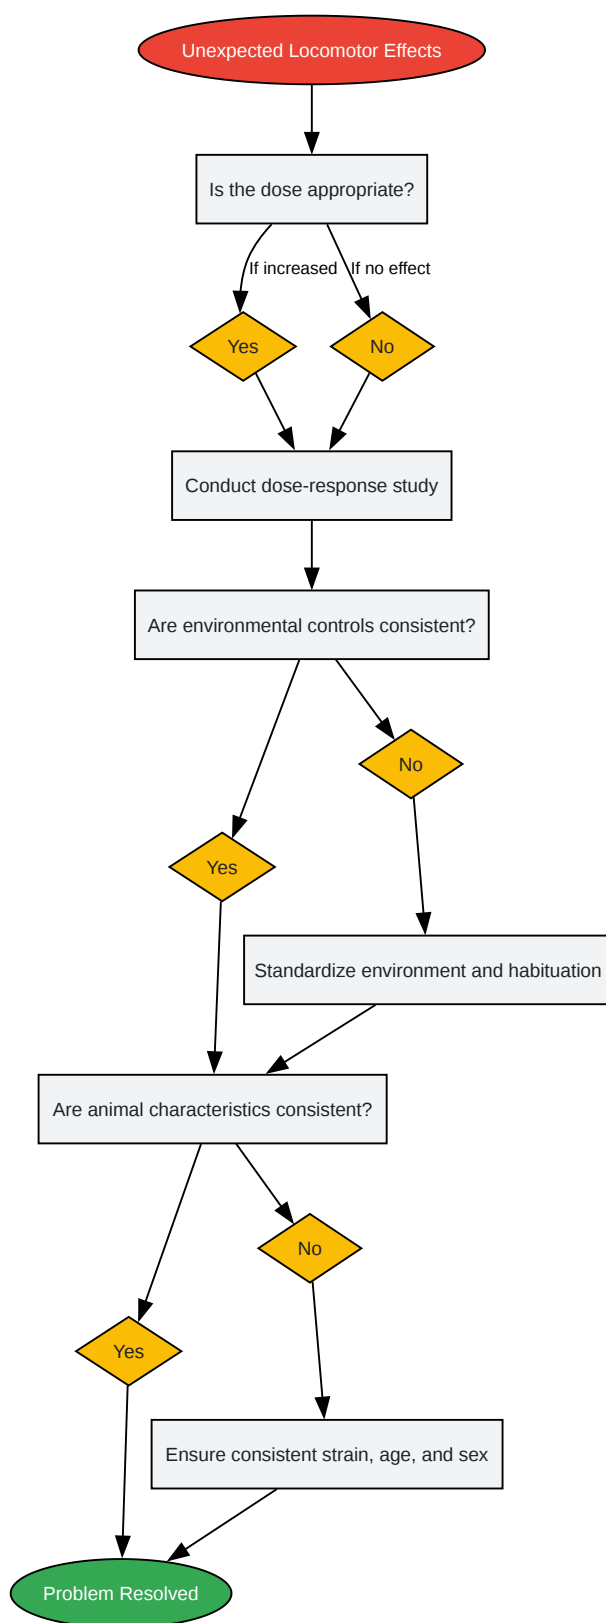 Unexpected Locomotor Effects
Is the dose appropriate?
If increased
If no effect
Yes
No
Conduct dose-response study
Are environmental controls consistent?
No
Yes
Standardize environment and habituation
Are animal characteristics consistent?
No
Yes
Ensure consistent strain, age, and sex
Problem Resolved